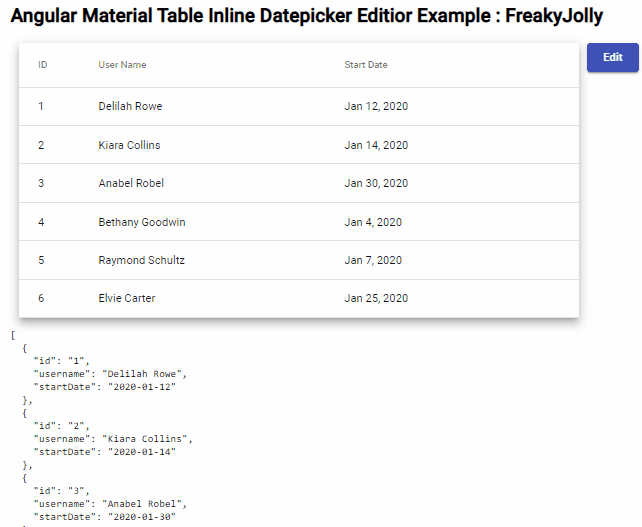 Angular Material Table Inline Datepicker Editior Example : FreakyJolly
Edit
ID User Name Start Date
1 Delilah Rowe Jan 12, 2020
2 Kiara Collins Jan 14, 2020
3 Anabel Robel Jan 30, 2020
4 Bethany Goodwin Jan 4, 2020
5 Raymond Schultz Jan 7, 2020
6 Elvie Carter Jan 25, 2020
[
{
"id": "1",
"username": "Delilah Rowe",
"startDate": "2020-01-12"
},
{
"id": "2",
"username": "Kiara Collins",
"startDate": "2020-01-14"
},
{
"id": "3",
"username": "Anabel Robel",
"startDate": "2020-01-30"